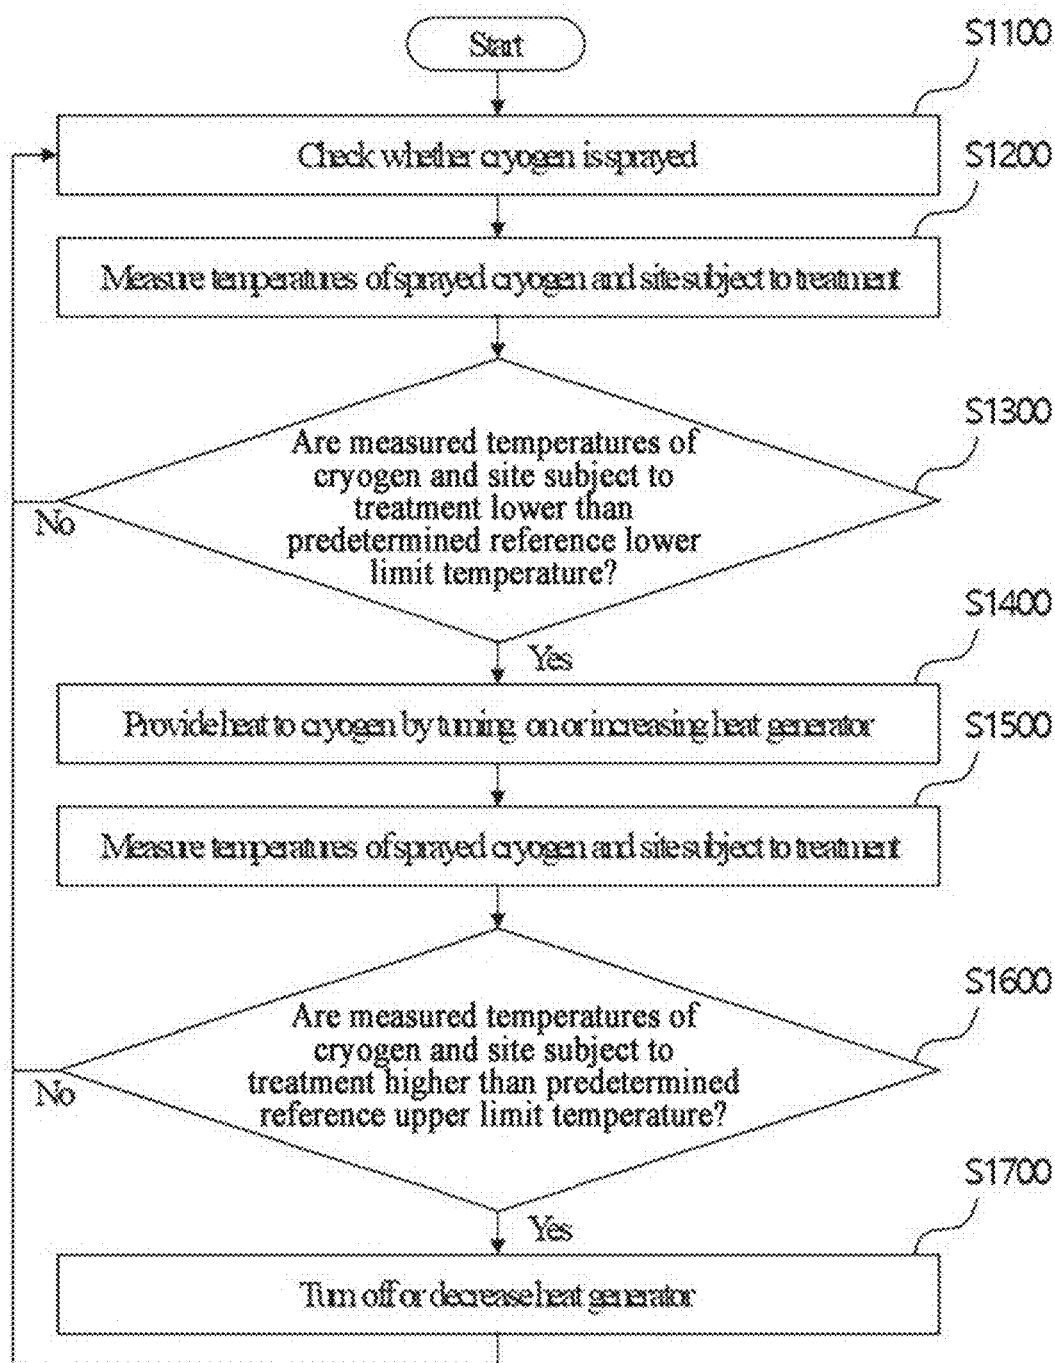 Start
S1100
Check whether cryogen is sprayed
S1200
Measure temperatures of sprayed cryogen and site subject to treatment
S1300
Are measured temperatures of
cryogen and site subject to
treatment lower than
predetermined reference lower
limit temperature?
No
Yes
S1400
Provide heat to cryogen by turning on or increasing heat generator
S1500
Measure temperatures of sprayed cryogen and site subject to treatment
S1600
Are measured temperatures of
cryogen and site subject to
treatment higher than predetermined
reference upper limit temperature?
No
Yes
S1700
Turn off or decrease heat generator